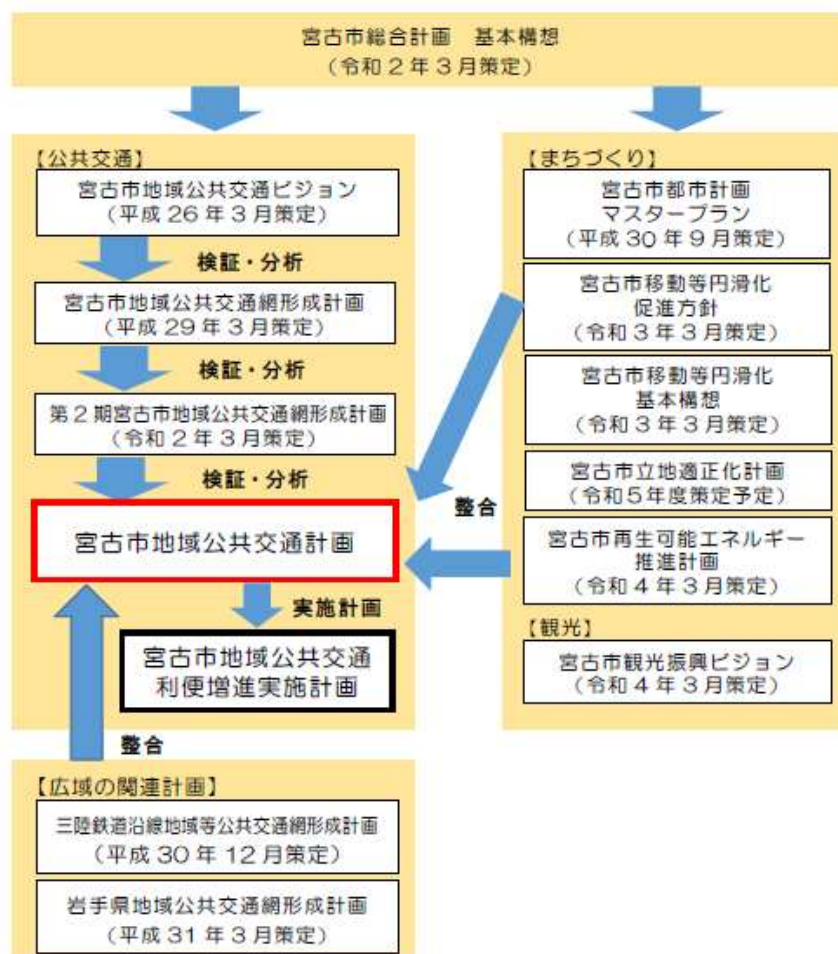 宮古市総合計画 基本構想
(令和2年3月策定)
【公共交通】
宮古市地域公共交通ビジョン
(平成26年3月策定)
検証・分析
宮古市地域公共交通網形成計画
(平成29年3月策定)
検証・分析
第2期宮古市地域公共交通網形成計画
(令和2年3月策定)
検証・分析
宮古市地域公共交通計画
実施計画
宮古市地域公共交通
利便増進実施計画
整合
【広域の関連計画】
三陸鉄道沿線地域等公共交通網形成計画
(平成30年12月策定)
岩手県地域公共交通網形成計画
(平成31年3月策定)
【まちづくり】
宮古市都市計画
マスタープラン
(平成30年9月策定)
宮古市移動等円滑化
促進方針
(令和3年3月策定)
宮古市移動等円滑化
基本構想
(令和3年3月策定)
宮古市立地適正化計画
(令和5年度策定予定)
整合
宮古市再生可能エネルギー
推進計画
(令和4年3月策定)
【観光】
宮古市観光振興ビジョン
(令和4年3月策定)